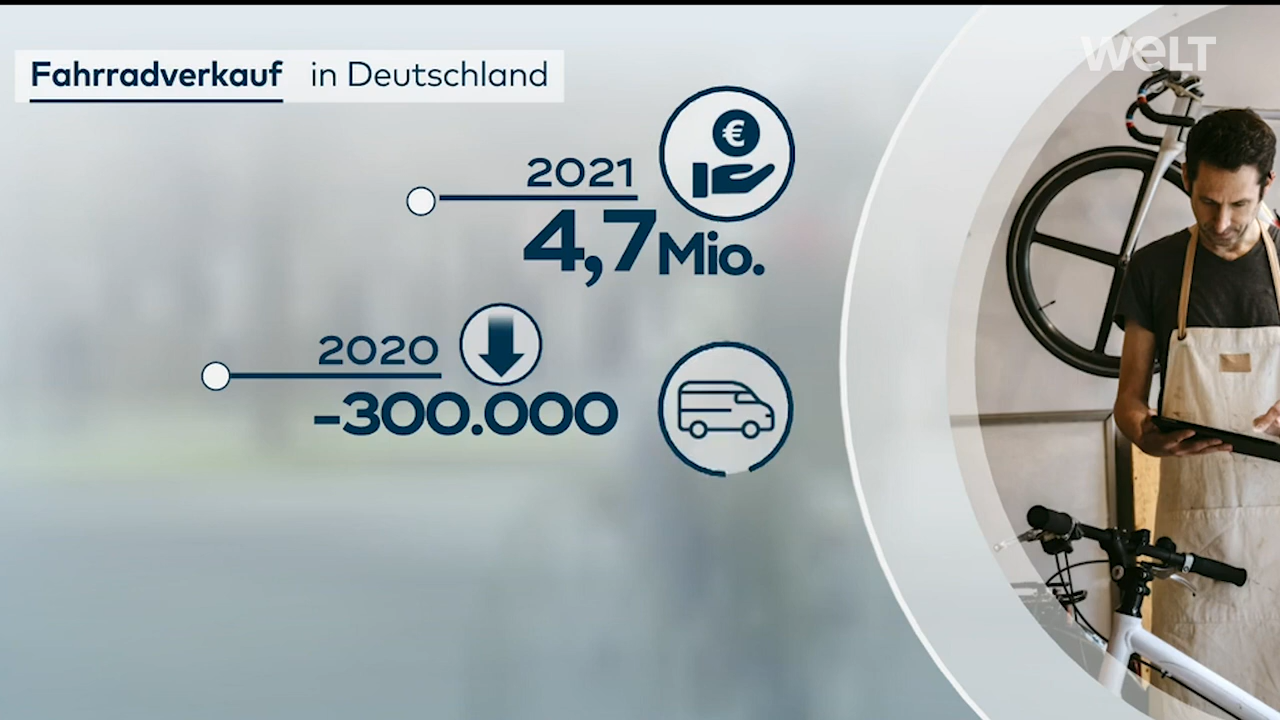 WELT
Fahrradverkauf in Deutschland
2021
€
4,7 Mio.
2020
-300.000